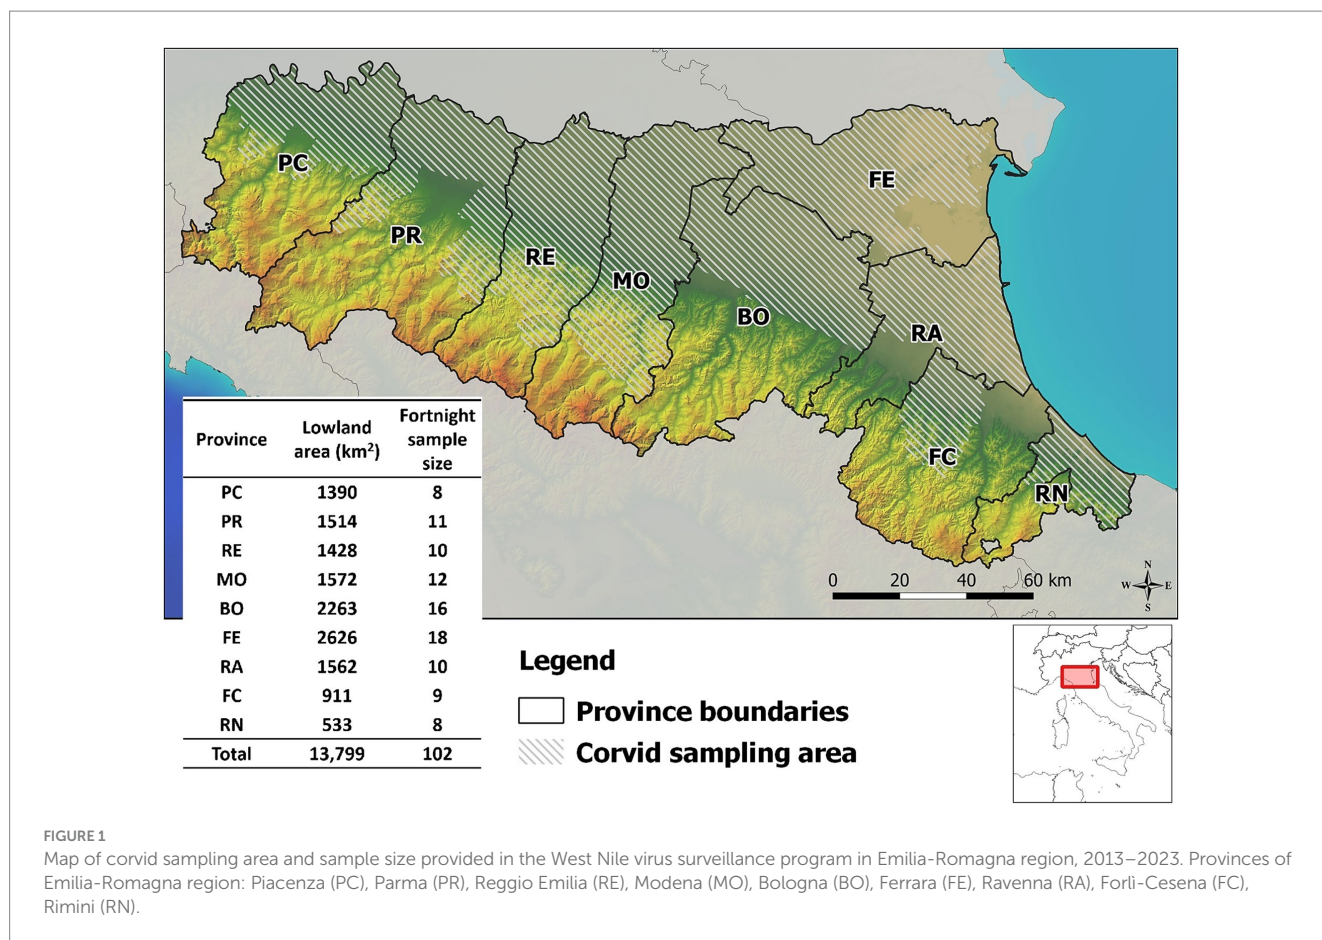 PC
FE
PR
RE
MO
BO
RA
FC
RN
0 20 40 60 km
N
W E
S
Province Lowland area (km²) Fortnight sample size
PC 1390 8
PR 1514 11
RE 1428 10
MO 1572 12
BO 2263 16
FE 2626 18
RA 1562 10
FC 911 9
RN 533 8
Total 13,799 102
Legend
Province boundaries
Corvid sampling area
FIGURE 1
Map of corvid sampling area and sample size provided in the West Nile virus surveillance program in Emilia-Romagna region, 2013–2023. Provinces of
Emilia-Romagna region: Piacenza (PC), Parma (PR), Reggio Emilia (RE), Modena (MO), Bologna (BO), Ferrara (FE), Ravenna (RA), Forlì-Cesena (FC),
Rimini (RN).